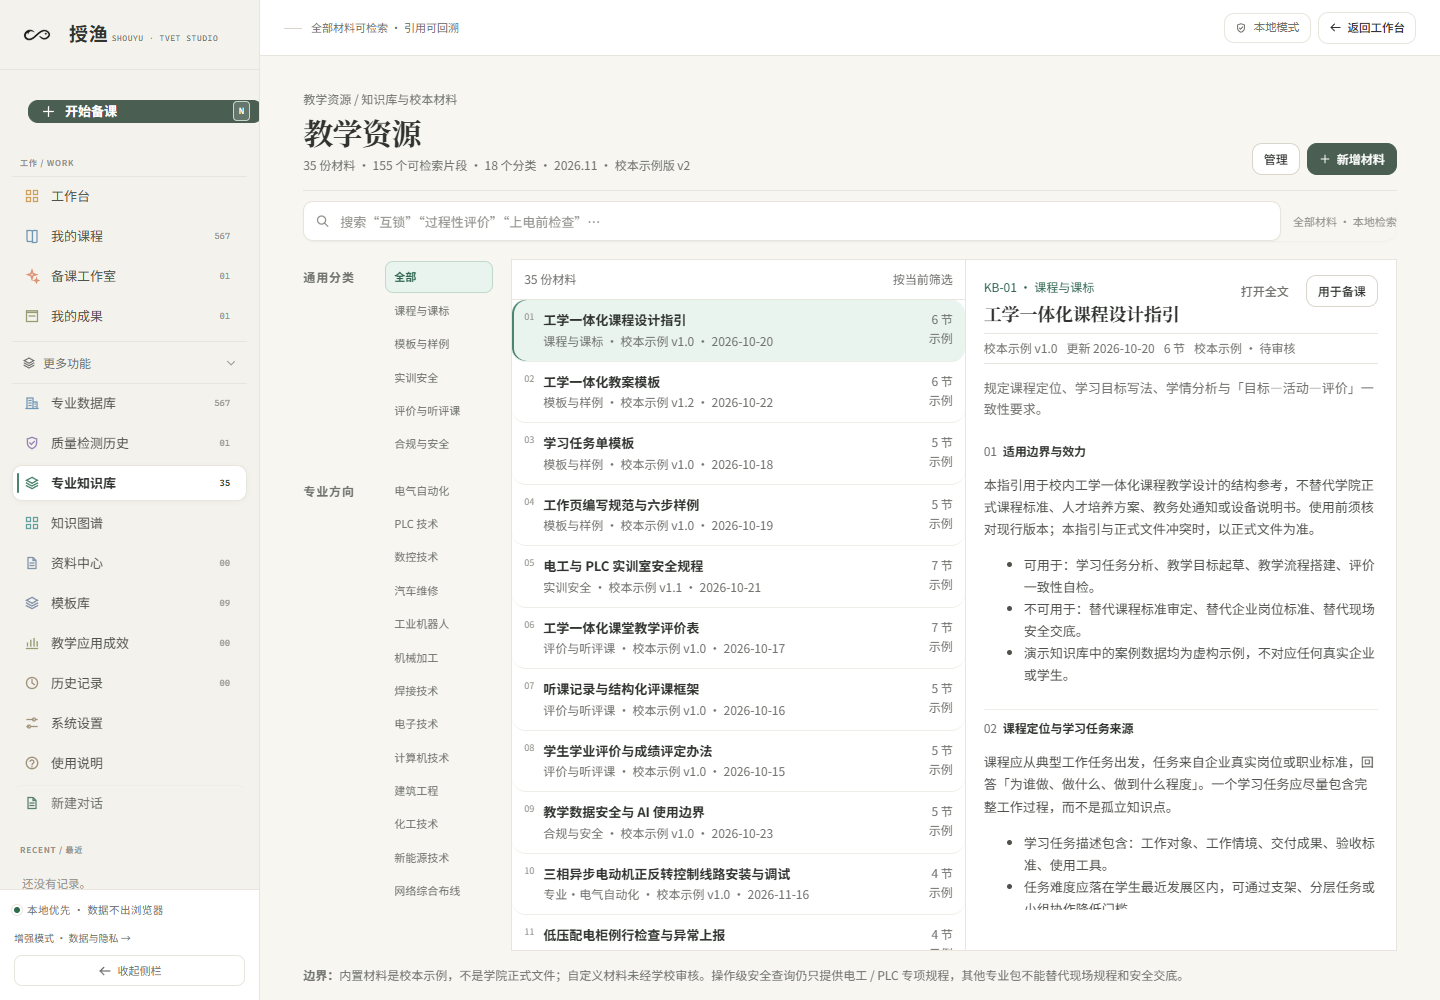 授渔 SHOUYU · TVET STUDIO
开始备课 N
工作 / WORK
工作台
我的课程 567
备课工作室 01
我的成果 01
更多功能
专业数据库 567
质量检测历史 01
专业知识库 35
知识图谱
资料中心 00
模板库 09
教学应用成效 00
历史记录 00
系统设置
使用说明
新建对话
RECENT / 最近
还没有记录。
本地优先 · 数据不出浏览器
增强模式 · 数据与隐私 →
← 收起侧栏
全部材料可检索 · 引用可回溯
本地模式
← 返回工作台
教学资源 / 知识库与校本材料
教学资源
35 份材料 · 155 个可检索片段 · 18 个分类 · 2026.11 · 校本示例版 v2
管理
＋ 新增材料
搜索“互锁”“过程性评价”“上电前检查”…
全部材料 · 本地检索
通用分类
全部
课程与课标
模板与样例
实训安全
评价与听评课
合规与安全
专业方向
电气自动化
PLC 技术
数控技术
汽车维修
工业机器人
机械加工
焊接技术
电子技术
计算机技术
建筑工程
化工技术
新能源技术
网络综合布线
35 份材料 按当前筛选
01 工学一体化课程设计指引 6 节
课程与课标 · 校本示例 v1.0 · 2026-10-20 示例
02 工学一体化教案模板 6 节
模板与样例 · 校本示例 v1.2 · 2026-10-22 示例
03 学习任务单模板 5 节
模板与样例 · 校本示例 v1.0 · 2026-10-18 示例
04 工作页编写规范与六步样例 5 节
模板与样例 · 校本示例 v1.0 · 2026-10-19 示例
05 电工与 PLC 实训室安全规程 7 节
实训安全 · 校本示例 v1.1 · 2026-10-21 示例
06 工学一体化课堂教学评价表 7 节
评价与听评课 · 校本示例 v1.0 · 2026-10-17 示例
07 听课记录与结构化评课框架 5 节
评价与听评课 · 校本示例 v1.0 · 2026-10-16 示例
08 学生学业评价与成绩评定办法 5 节
评价与听评课 · 校本示例 v1.0 · 2026-10-15 示例
09 教学数据安全与 AI 使用边界 5 节
合规与安全 · 校本示例 v1.0 · 2026-10-23 示例
10 三相异步电动机正反转控制线路安装与调试 4 节
专业 · 电气自动化 · 校本示例 v1.0 · 2026-11-16 示例
11 低压配电柜例行检查与异常上报 4 节
KB-01 · 课程与课标
工学一体化课程设计指引
打开全文
用于备课
校本示例 v1.0 更新 2026-10-20 6 节 校本示例 · 待审核
规定课程定位、学习目标写法、学情分析与「目标—活动—评价」一
致性要求。
01 适用边界与效力
本指引用于校内工学一体化课程教学设计的结构参考，不替代学院正
式课程标准、人才培养方案、教务处通知或设备说明书。使用前须核
对现行版本；本指引与正式文件冲突时，以正式文件为准。
• 可用于：学习任务分析、教学目标起草、教学流程搭建、评价
一致性自检。
• 不可用于：替代课程标准审定、替代企业岗位标准、替代现场
安全交底。
• 演示知识库中的案例数据均为虚构示例，不对应任何真实企业
或学生。
02 课程定位与学习任务来源
课程应从典型工作任务出发，任务来自企业真实岗位或职业标准，回
答「为谁做、做什么、做到什么程度」。一个学习任务应尽量包含完
整工作过程，而不是孤立知识点。
• 学习任务描述包含：工作对象、工作情境、交付成果、验收标
准、使用工具。
• 任务难度应落在学生最近发展区内，可通过支架、分层任务或
小组协作降低门槛。
边界：内置材料是校本示例，不是学院正式文件；自定义材料未经学校审核。操作级安全查询仍只提供电工 / PLC 专项规程，其他专业包不能替代现场规程和安全交底。